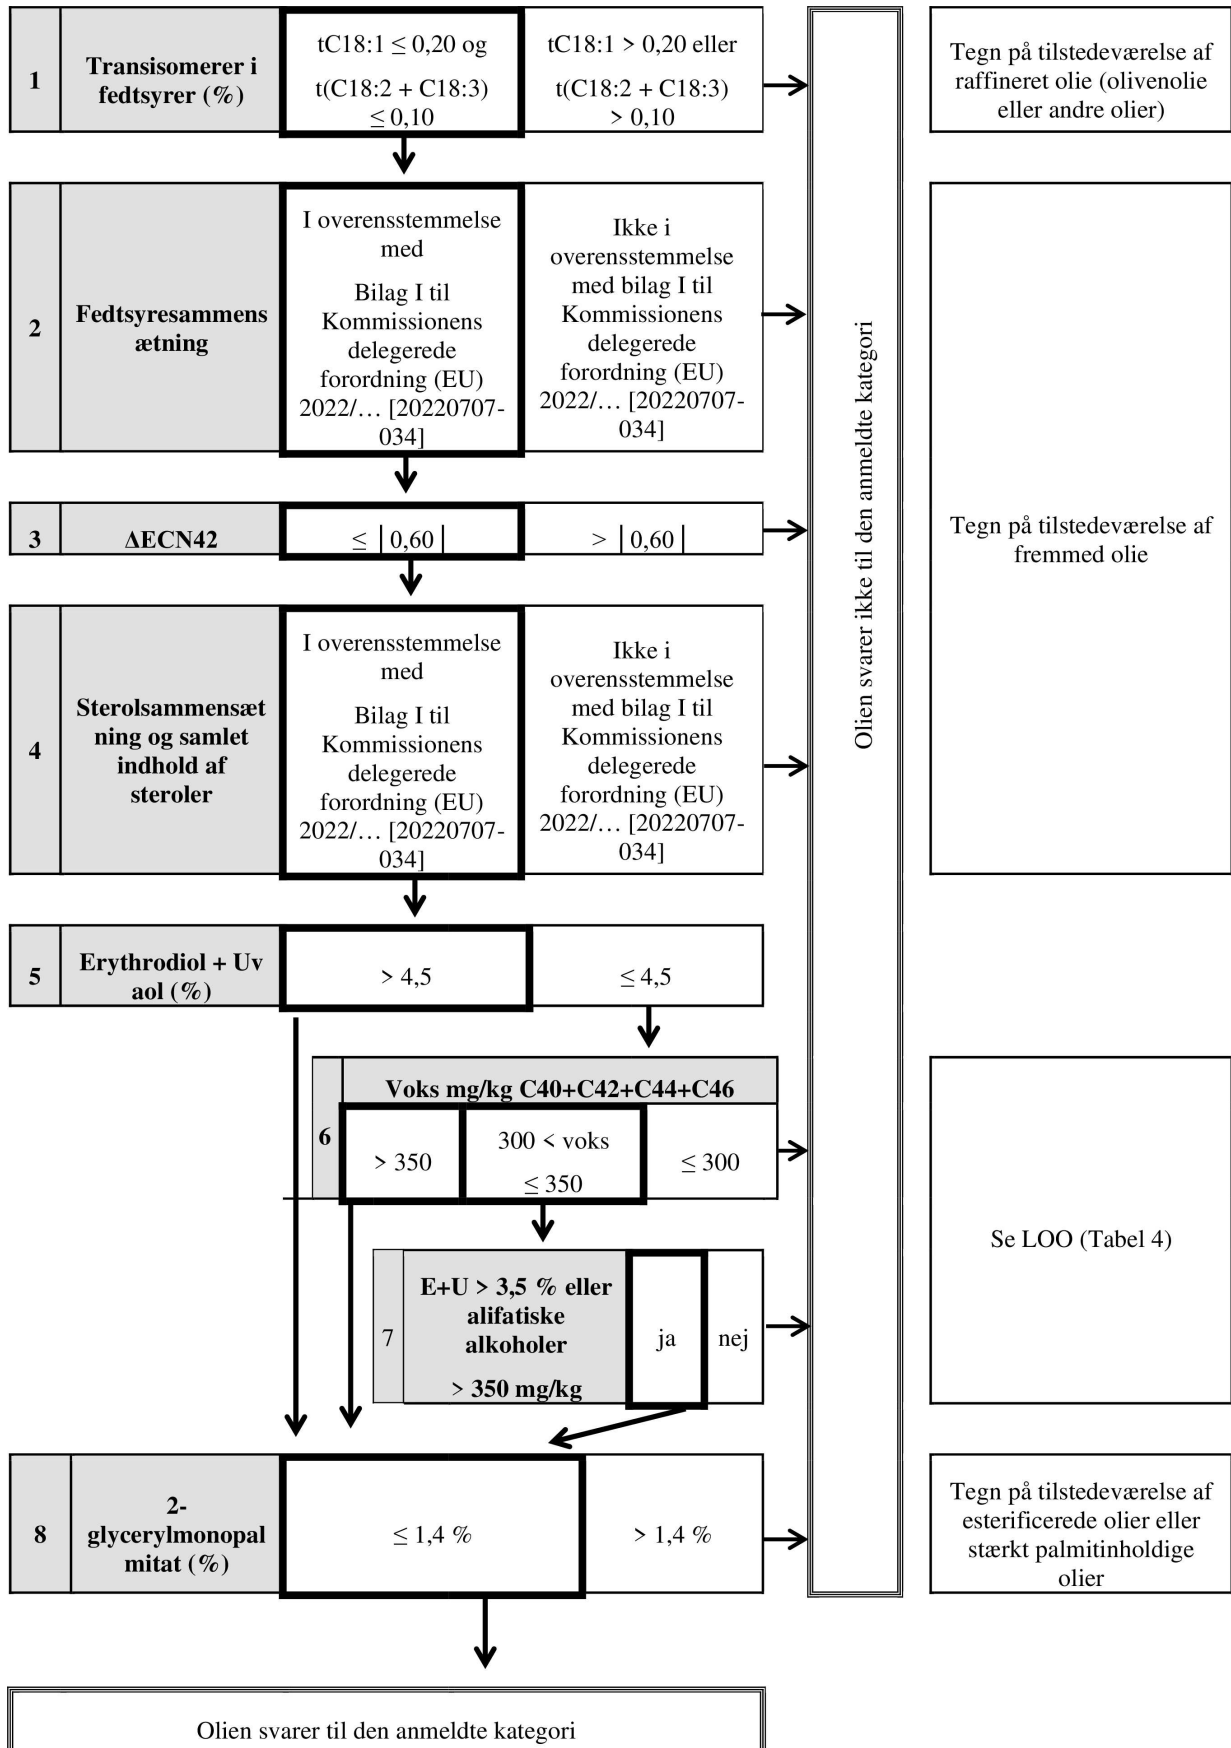 1
Transisomerer i
fedtsyrer (%)
tC18:1 ≤ 0,20 og
t(C18:2 + C18:3)
≤ 0,10
tC18:1 > 0,20 eller
t(C18:2 + C18:3)
> 0,10
Tegn på tilstedeværelse af
raffineret olie (olivenolie
eller andre olier)
2
Fedtsyresammens
ætning
I overensstemmelse
med
Bilag I til
Kommissionens
delegerede
forordning (EU)
2022/… [20220707-
034]
Ikke i
overensstemmelse
med bilag I til
Kommissionens
delegerede
forordning (EU)
2022/… [20220707-
034]
Olien svarer ikke til den anmeldte kategori
Tegn på tilstedeværelse af
fremmed olie
3
ΔECN42
≤ |0,60|
> |0,60|
4
Sterolsammensæt
ning og samlet
indhold af
steroler
I overensstemmelse
med
Bilag I til
Kommissionens
delegerede
forordning (EU)
2022/… [20220707-
034]
Ikke i
overensstemmelse
med bilag I til
Kommissionens
delegerede
forordning (EU)
2022/… [20220707-
034]
5
Erythrodiol + Uv
aol (%)
> 4,5
≤ 4,5
6
Voks mg/kg C40+C42+C44+C46
> 350
300 < voks
≤ 350
≤ 300
Se LOO (Tabel 4)
7
E+U > 3,5 % eller
alifatiske
alkoholer
> 350 mg/kg
ja
nej
8
2-
glycerylmonopal
mitat (%)
≤ 1,4 %
> 1,4 %
Tegn på tilstedeværelse af
esterificerede olier eller
stærkt palmitinholdige
olier
Olien svarer til den anmeldte kategori